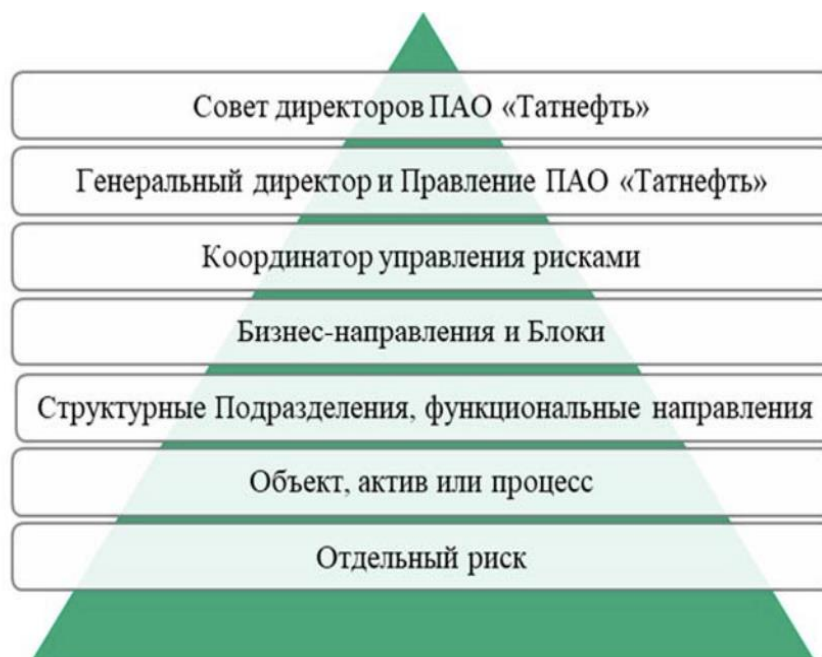 Совет директоров ПАО «Татнефть»
Генеральный директор и Правление ПАО «Татнефть»
Координатор управления рисками
Бизнес-направления и Блоки
Структурные Подразделения, функциональные направления
Объект, актив или процесс
Отдельный риск